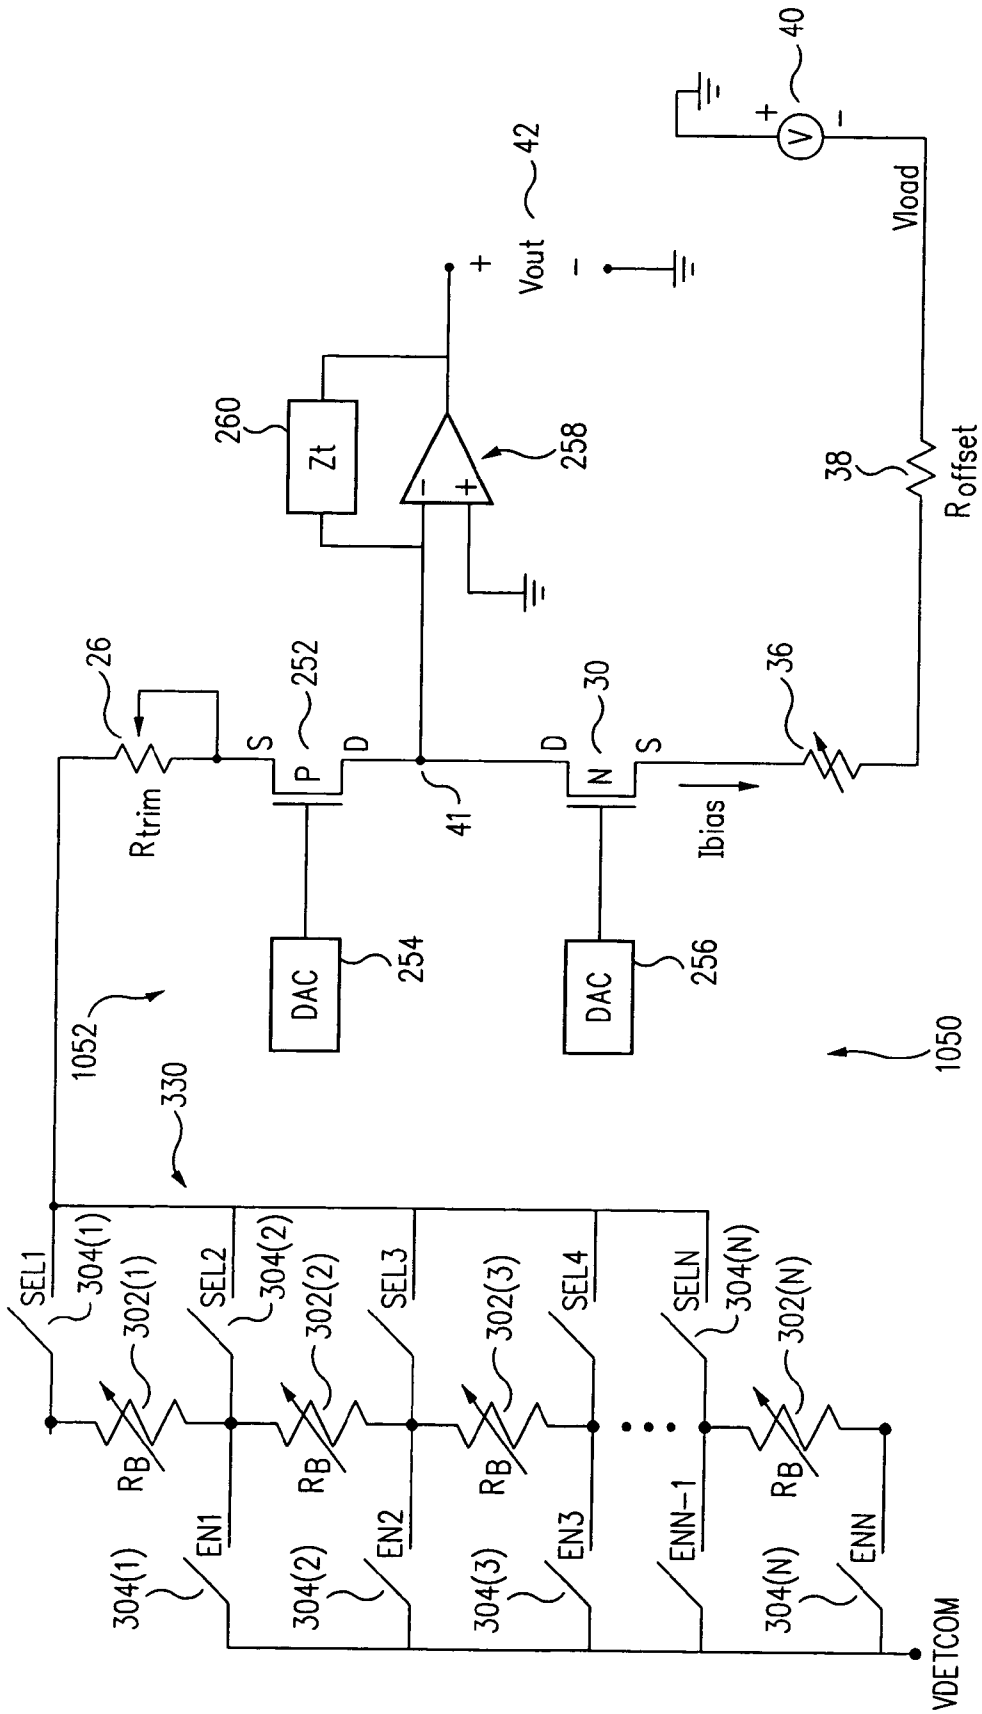 SEL1
304(1)
302(1)
RB
EN1
304(1)
SEL2
304(2)
302(2)
RB
EN2
304(2)
SEL3
302(3)
RB
EN3
304(3)
SEL4
ENN-1
SELN
304(N)
302(N)
RB
ENN
304(N)
VDETCOM
330
1052
1050
26
Rtrim
S
252
P
D
DAC
254
41
D
30
N
S
DAC
256
Ibias
36
260
Zt
-
+
258
+
Vout
42
-
38
Roffset
Vload
+
V
-
40